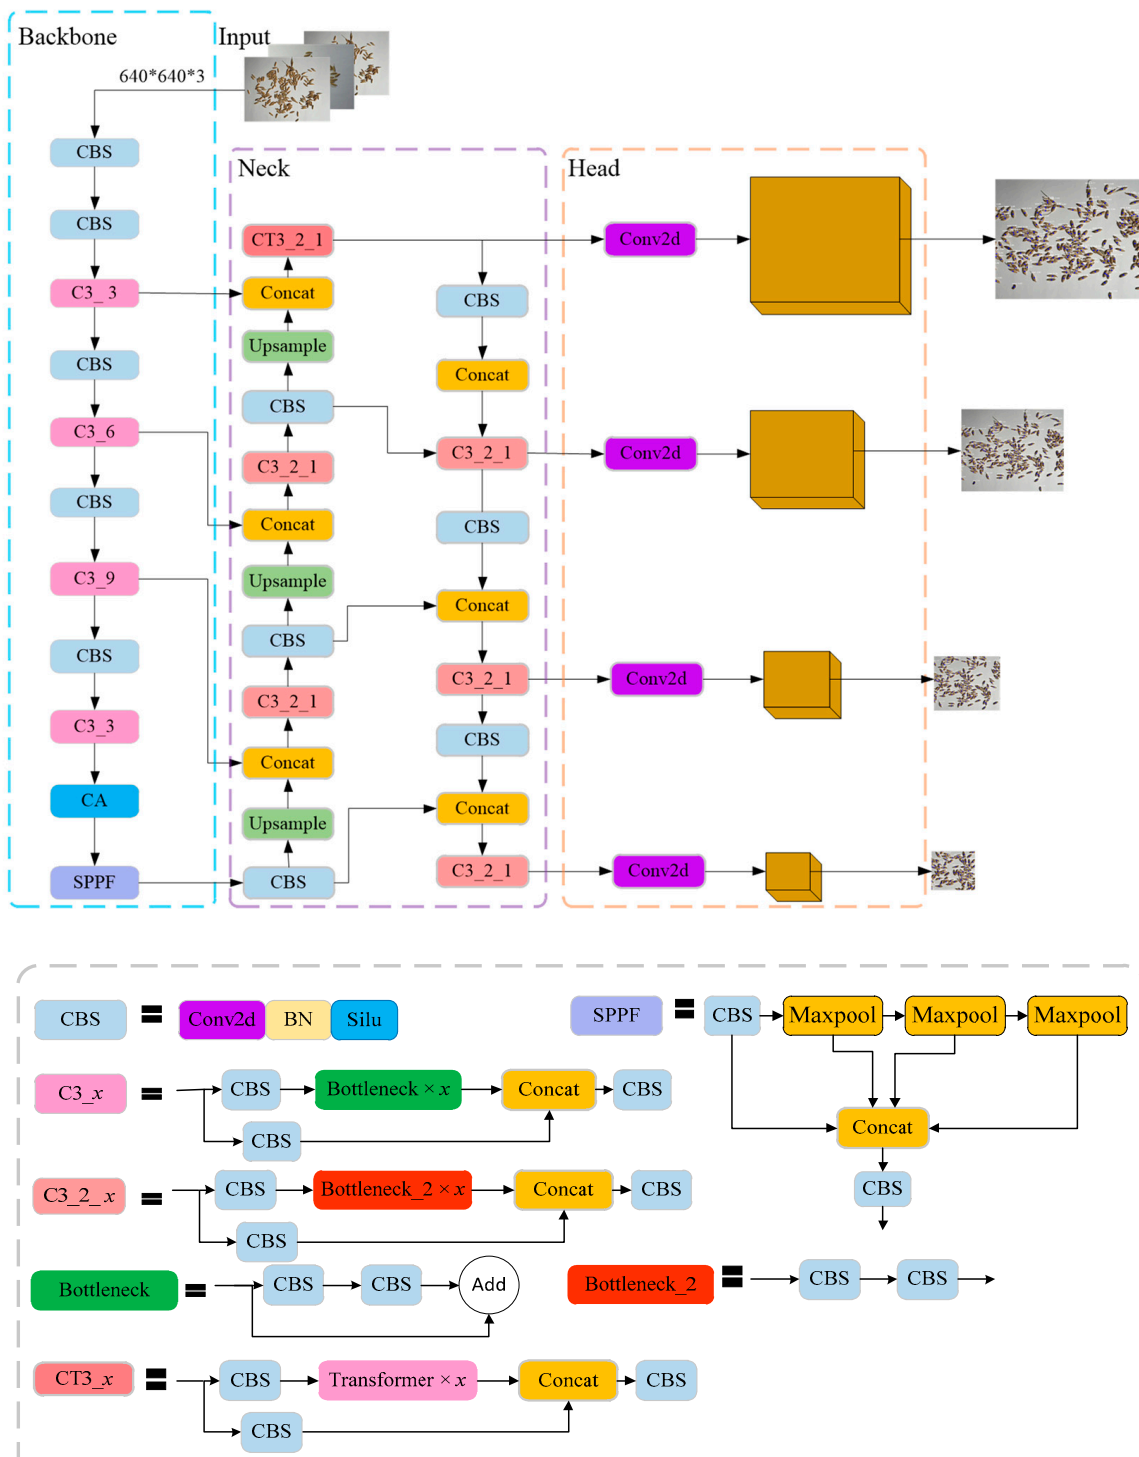 Backbone
Input
640*640*3
CBS
CBS
C3_ 3
CBS
C3_6
CBS
C3_9
CBS
C3_3
CA
SPPF
Neck
CT3_2_1
Concat
Upsample
CBS
C3_2_1
Concat
Upsample
CBS
C3_2_1
Concat
Upsample
CBS
CBS
Concat
C3_2_1
CBS
Concat
C3_2_1
CBS
Concat
C3_2_1
Head
Conv2d
Conv2d
Conv2d
Conv2d
CBS = Conv2d BN Silu
SPPF = CBS Maxpool Maxpool Maxpool
Concat
CBS
C3_x = CBS Bottleneck × x Concat CBS
CBS
C3_2_x = CBS Bottleneck_2 × x Concat CBS
CBS
Bottleneck = CBS CBS Add
Bottleneck_2 = CBS CBS
CT3_x = CBS Transformer × x Concat CBS
CBS